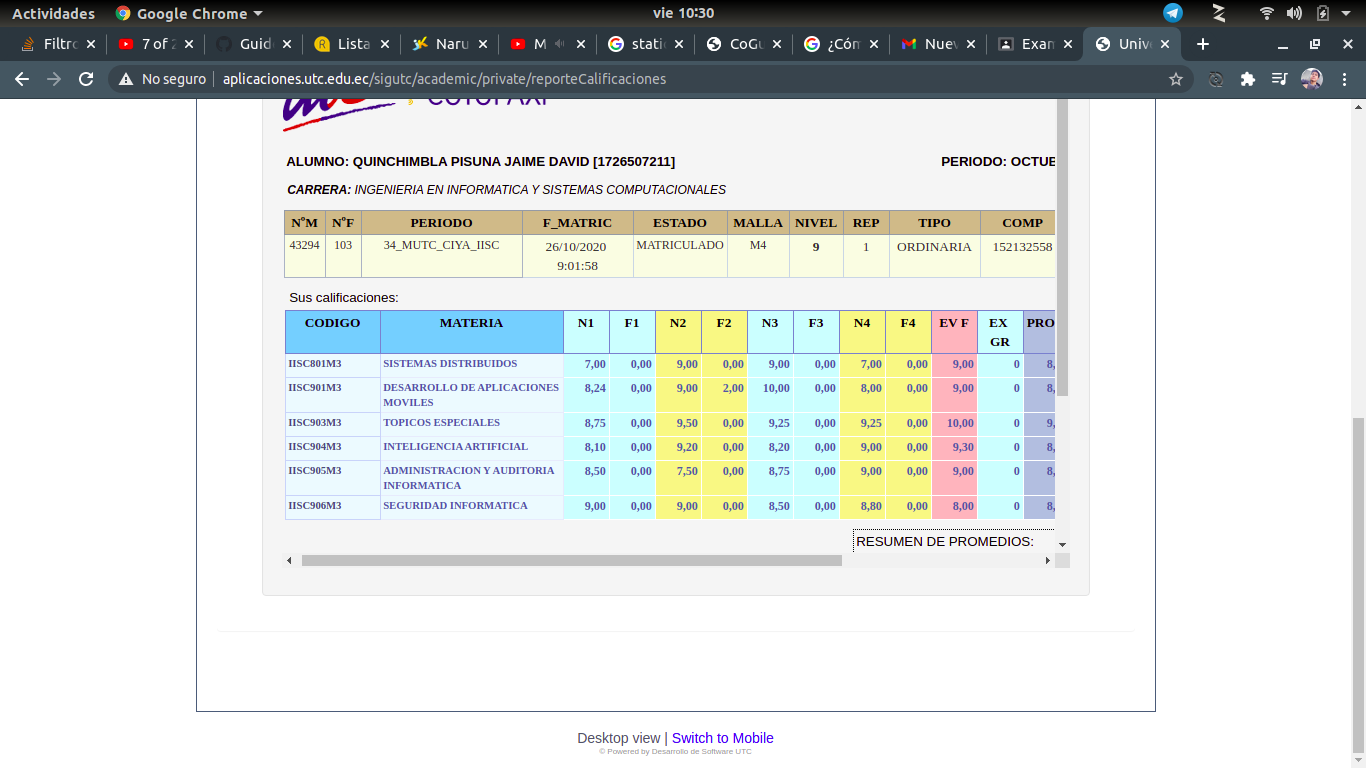 Actividades Google Chrome vie 10:30
Filtro 7 of 2 Guide Lista Naru M stati CoGu ¿Cóm Nuev Exan Unive
No seguro aplicaciones.utc.edu.ec/sigutc/academic/private/reporteCalificaciones
COTOPAXI
ALUMNO: QUINCHIMBLA PISUNA JAIME DAVID [1726507211] PERIODO: OCTUB
CARRERA: INGENIERIA EN INFORMATICA Y SISTEMAS COMPUTACIONALES
NºM NºF PERIODO F_MATRIC ESTADO MALLA NIVEL REP TIPO COMP
43294 103 34_MUTC_CIYA_IISC 26/10/2020 MATRICULADO M4 9 1 ORDINARIA 152132558
9:01:58
Sus calificaciones:
CODIGO MATERIA N1 F1 N2 F2 N3 F3 N4 F4 EV F EX PRO
GR
IISC801M3 SISTEMAS DISTRIBUIDOS 7,00 0,00 9,00 0,00 9,00 0,00 7,00 0,00 9,00 0 8,
IISC901M3 DESARROLLO DE APLICACIONES 8,24 0,00 9,00 2,00 10,00 0,00 8,00 0,00 9,00 0 8,
MOVILES
IISC903M3 TOPICOS ESPECIALES 8,75 0,00 9,50 0,00 9,25 0,00 9,25 0,00 10,00 0 9,
IISC904M3 INTELIGENCIA ARTIFICIAL 8,10 0,00 9,20 0,00 8,20 0,00 9,00 0,00 9,30 0 8,
IISC905M3 ADMINISTRACION Y AUDITORIA 8,50 0,00 7,50 0,00 8,75 0,00 9,00 0,00 9,00 0 8,
INFORMATICA
IISC906M3 SEGURIDAD INFORMATICA 9,00 0,00 9,00 0,00 8,50 0,00 8,80 0,00 8,00 0 8,
RESUMEN DE PROMEDIOS:
Desktop view | Switch to Mobile
© Powered by Desarrollo de Software UTC